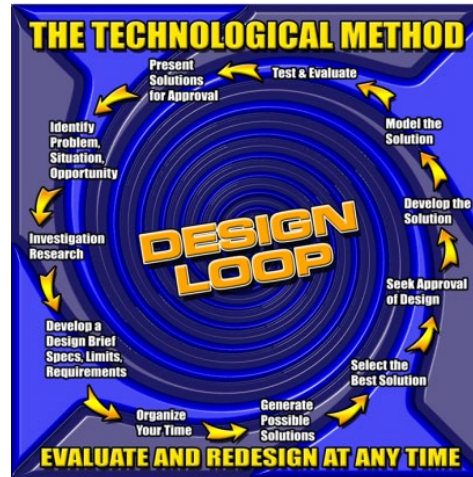 THE TECHNOLOGICAL METHOD
Present
Solutions
for Approval
Test & Evaluate
Identify
Problem,
Situation,
Opportunity
Model the
Solution
Investigation
Research
Develop the
Solution
DESIGN
LOOP
Develop a
Design Brief
Specs, Limits,
Requirements
Seek Approval
of Design
Organize
Your Time
Generate
Possible
Solutions
Select the
Best Solution
EVALUATE AND REDESIGN AT ANY TIME